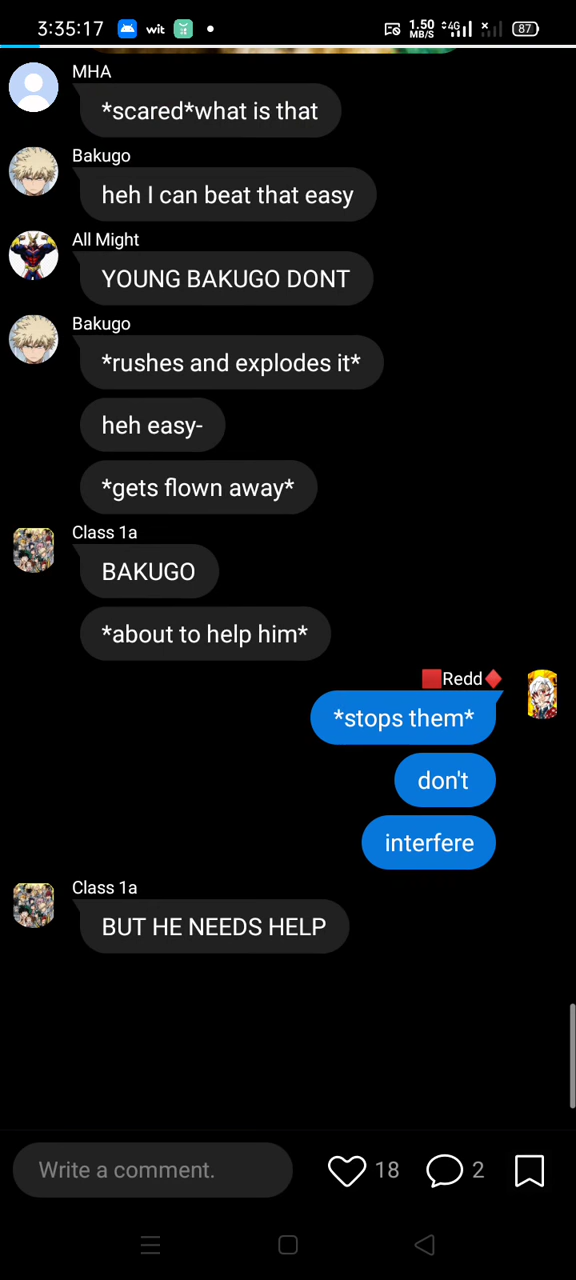 3:35:17 wit 1.50 MB/S 4G 87
MHA
*scared*what is that
Bakugo
heh I can beat that easy
All Might
YOUNG BAKUGO DONT
Bakugo
*rushes and explodes it*
heh easy-
*gets flown away*
Class 1a
BAKUGO
*about to help him*
🟥Redd♦️
*stops them*
don't
interfere
Class 1a
BUT HE NEEDS HELP
Write a comment. 18 2